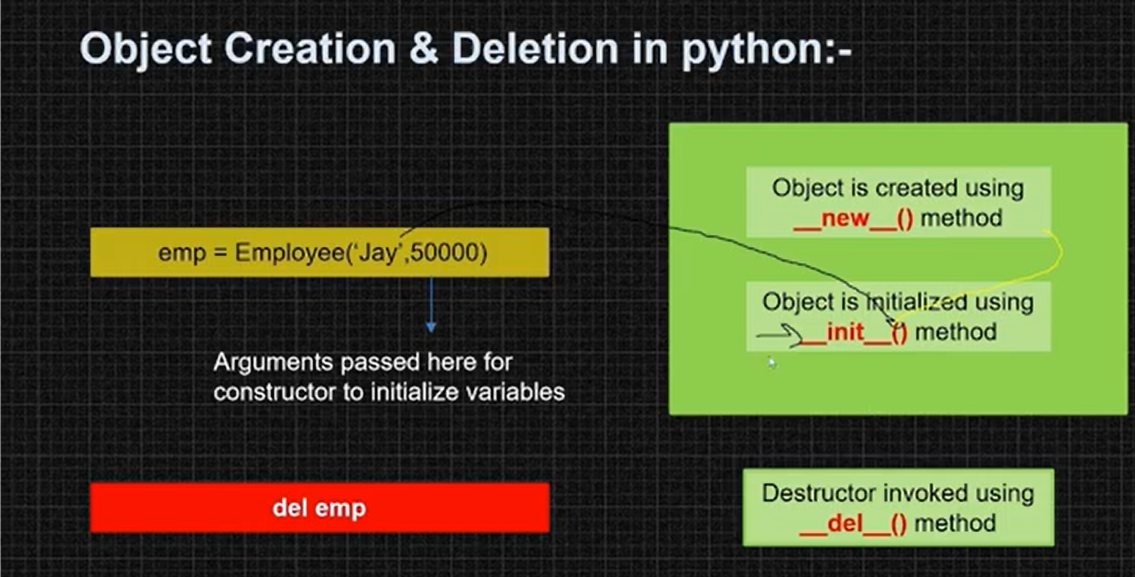 Object Creation & Deletion in python:-
emp = Employee(‘Jay’,50000)
Arguments passed here for
constructor to initialize variables
Object is created using
__new__() method
Object is initialized using
__init__() method
del emp
Destructor invoked using
__del__() method